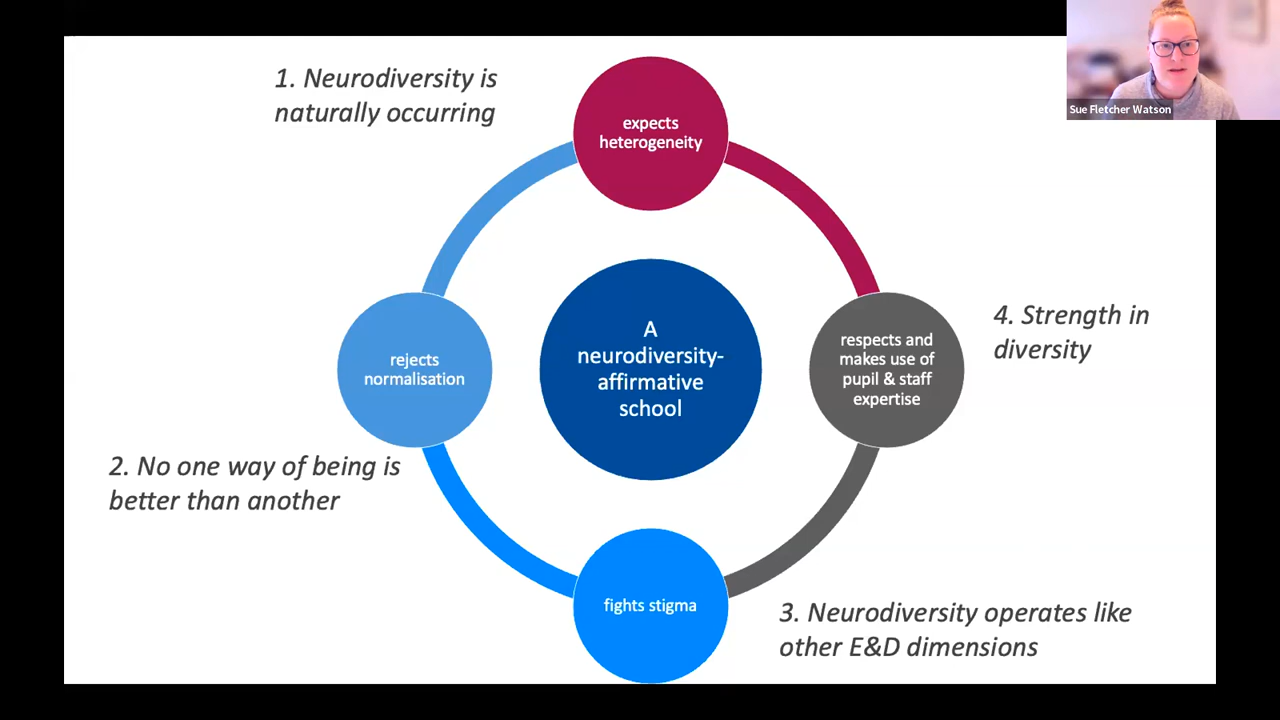 1. Neurodiversity is
naturally occurring
expects
heterogeneity
Sue Fletcher Watson
A
neurodiversity-
affirmative
school
rejects
normalisation
respects and
makes use of
pupil & staff
expertise
4. Strength in
diversity
2. No one way of being is
better than another
fights stigma
3. Neurodiversity operates like
other E&D dimensions